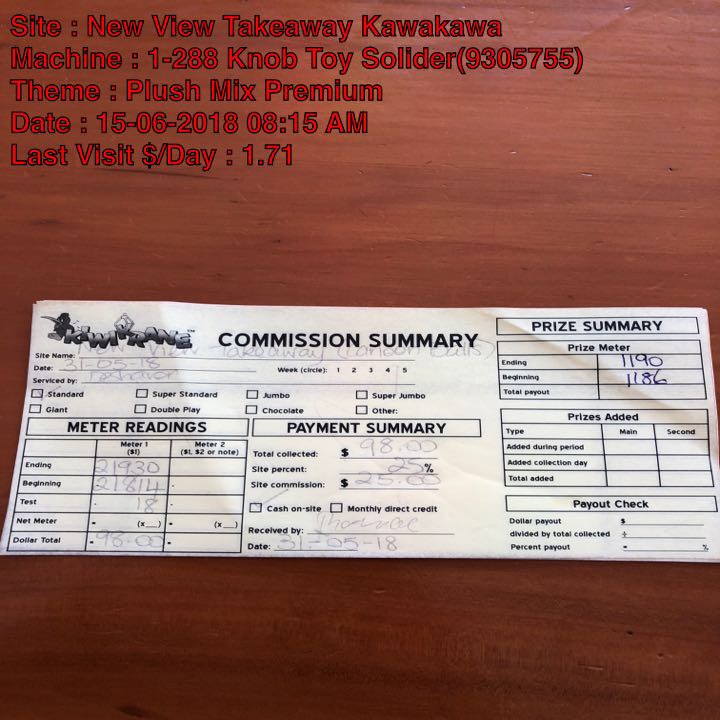 Site : New View Takeaway Kawakawa
Machine : 1-288 Knob Toy Solider(9305755)
Theme : Plush Mix Premium
Date : 15-06-2018 08:15 AM
Last Visit $/Day : 1.71
KIWIKRANE™
COMMISSION SUMMARY
Site Name: New View Takeaway
Date: 31-05-18
Week (circle): 1 2 3 4 5
Serviced by:
Standard Super Standard Jumbo Super Jumbo
Giant Double Play Chocolate Other:
METER READINGS
Meter 1 ($1) Meter 2 ($1, $2 or note)
Ending 21930
Beginning 21814
Test 18
Net Meter - (x__) - (x__)
Dollar Total -98.00 -
PAYMENT SUMMARY
Total collected: $ 98.00
Site percent: 25%
Site commission: $ 25.00
Cash on-site Monthly direct credit
Received by:
Date: 31-05-18
PRIZE SUMMARY
Prize Meter
Ending 1190
Beginning 1186
Total payout
Prizes Added
Type Main Second
Added during period
Added collection day
Total added
Payout Check
Dollar payout $
divided by total collected ÷
Percent payout - %